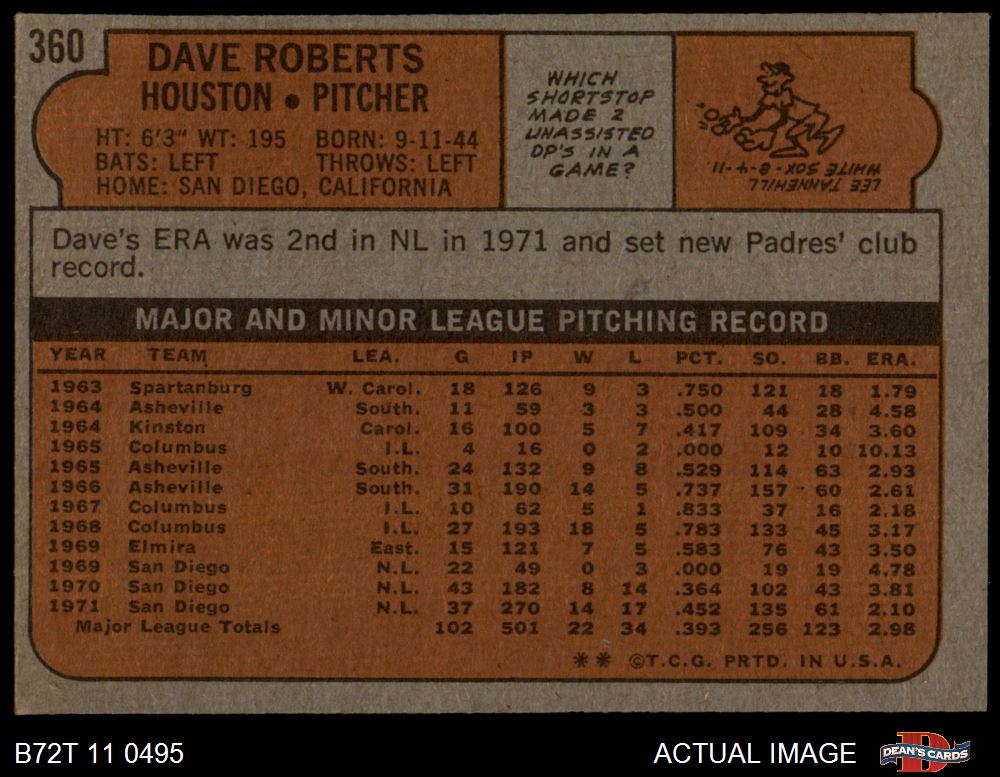 360
DAVE ROBERTS
HOUSTON • PITCHER
HT: 6'3" WT: 195 BORN: 9-11-44
BATS: LEFT THROWS: LEFT
HOME: SAN DIEGO, CALIFORNIA
WHICH
SHORTSTOP
MADE 2
UNASSISTED
DP'S IN A
GAME?
LEE TANNEHILL
WHITE SOX - 8-4-11.
Dave's ERA was 2nd in NL in 1971 and set new Padres' club
record.
MAJOR AND MINOR LEAGUE PITCHING RECORD
YEAR TEAM LEA. G IP W L PCT. SO. BB. ERA.
1963 Spartanburg W. Carol. 18 126 9 3 .750 121 18 1.79
1964 Asheville South. 11 59 3 3 .500 44 28 4.58
1964 Kinston Carol. 16 100 5 7 .417 109 34 3.60
1965 Columbus I.L. 4 16 0 2 .000 12 10 10.13
1965 Asheville South. 24 132 9 8 .529 114 63 2.93
1966 Asheville South. 31 190 14 5 .737 157 60 2.61
1967 Columbus I.L. 10 62 5 1 .833 37 16 2.18
1968 Columbus I.L. 27 193 18 5 .783 133 45 3.17
1969 Elmira East. 15 121 7 5 .583 76 43 3.50
1969 San Diego N.L. 22 49 0 3 .000 19 19 4.78
1970 San Diego N.L. 43 182 8 14 .364 102 43 3.81
1971 San Diego N.L. 37 270 14 17 .452 135 61 2.10
Major League Totals 102 501 22 34 .393 256 123 2.98
** ©T.C.G. PRTD. IN U.S.A.
B72T 11 0495
ACTUAL IMAGE
DEAN'S CARDS